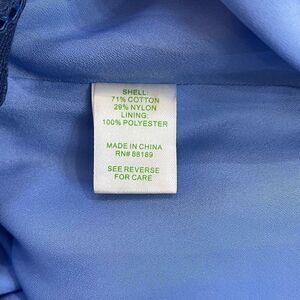 SHELL:
71% COTTON
29% NYLON
LINING:
100% POLYESTER
MADE IN CHINA
RN# 88189
SEE REVERSE
FOR CARE